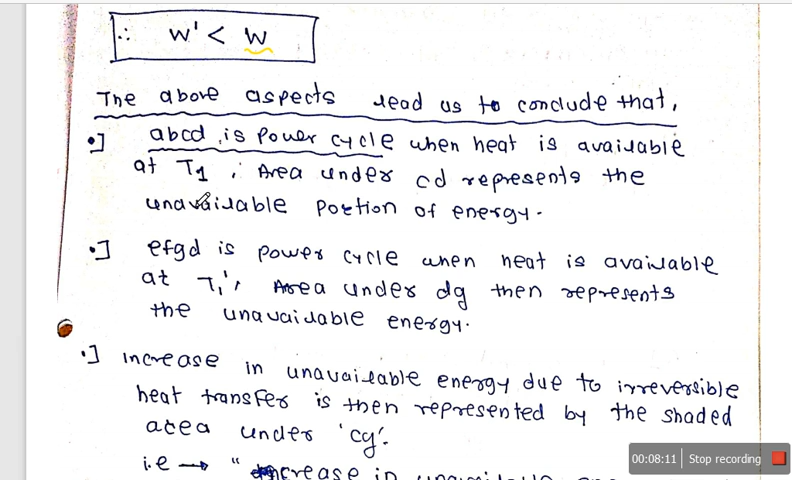 ∴ W' < W
The above aspects lead us to conclude that,
•] abcd is power cycle when heat is available
at T1, Area under cd represents the
unavailable portion of energy.
•] efgd is power cycle when heat is available
at T1', Area under dg then represents
the unavailable energy.
•] increase in unavailable energy due to irreversible
heat transfer is then represented by the shaded
area under 'cg'.
i.e → " increase in
00:08:11 Stop recording